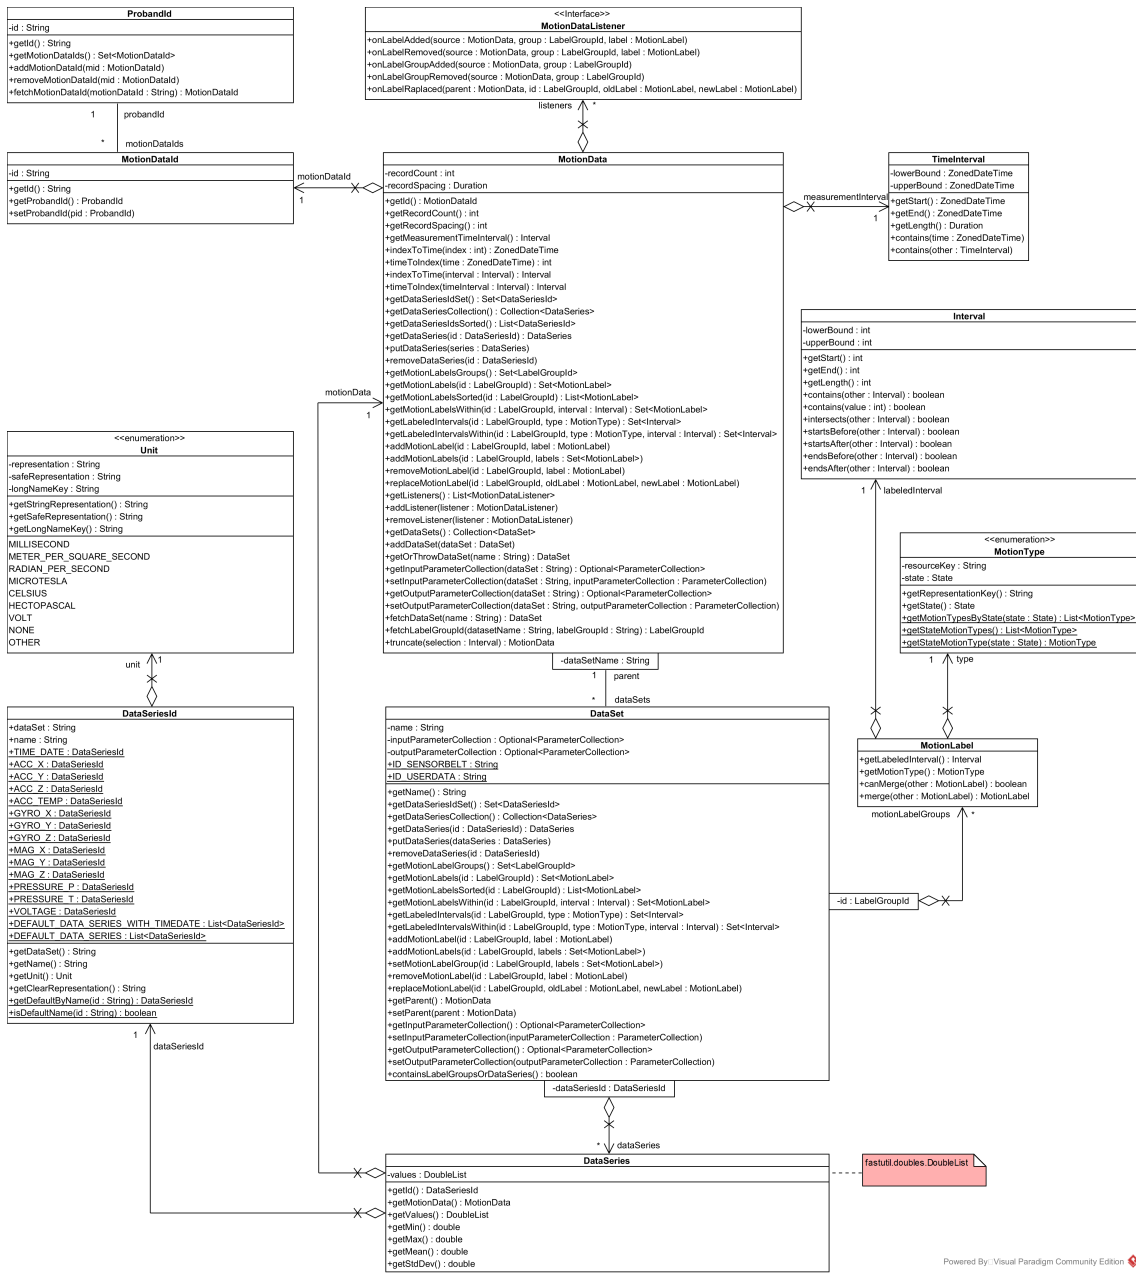 ProbandId
-id : String
+getId() : String
+getMotionDataIds() : Set<MotionDataId>
+addMotionData(mid : MotionDataId)
+removeMotionData(mid : MotionDataId)
+fetchMotionDataId(motionDataId : String) : MotionDataId
<<Interface>>
MotionDataListener
+onLabelAdded(source : MotionData, group : LabelGroupId, label : MotionLabel)
+onLabelRemoved(source : MotionData, group : LabelGroupId, label : MotionLabel)
+onLabelGroupAdded(source : MotionData, group : LabelGroupId)
+onLabelGroupRemoved(source : MotionData, group : LabelGroupId)
+onLabelRaplaced(parent : MotionData, id : LabelGroupId, oldLabel : MotionLabel, newLabel : MotionLabel)
1 probandId
* motionDataIds
listeners *
MotionDataId
-id : String
+getId() : String
+getProbandId() : ProbandId
+setProbandId(pid : ProbandId)
motionDataId
1
MotionData
-recordCount : int
-recordSpacing : Duration
+getId() : MotionDataId
+getRecordCount() : int
+getRecordSpacing() : int
+getMeasurementTimeInterval() : Interval
+indexToTime(index : int) : ZonedDateTime
+timeToIndex(time : ZonedDateTime) : int
+indexToTime(interval : Interval) : Interval
+timeToIndex(timeInterval : Interval) : Interval
+getDataSeriesIdSet() : Set<DataSeriesId>
+getDataSeriesCollection() : Collection<DataSeries>
+getDataSeriesIdsSorted() : List<DataSeriesId>
+getDataSeries(id : DataSeriesId) : DataSeries
+putDataSeries(series : DataSeries)
+removeDataSeries(id : DataSeriesId)
+getMotionLabelsGroups() : Set<LabelGroupId>
+getMotionLabels(id : LabelGroupId) : Set<MotionLabel>
+getMotionLabelsSorted(id : LabelGroupId) : List<MotionLabel>
+getMotionLabelsWithin(id : LabelGroupId, interval : Interval) : Set<MotionLabel>
+getLabeledIntervals(id : LabelGroupId, type : MotionType) : Set<Interval>
+getLabeledIntervalsWithin(id : LabelGroupId, type : MotionType, interval : Interval) : Set<Interval>
+addMotionLabel(id : LabelGroupId, label : MotionLabel)
+addMotionLabels(id : LabelGroupId, labels : Set<MotionLabel>)
+removeMotionLabel(id : LabelGroupId, label : MotionLabel)
+replaceMotionLabel(id : LabelGroupId, oldLabel : MotionLabel, newLabel : MotionLabel)
+getListeners() : List<MotionDataListener>
+addListener(listener : MotionDataListener)
+removeListener(listener : MotionDataListener)
+getDataSets() : Collection<DataSet>
+addDataSet(dataSet : DataSet)
+getOrThrowDataSet(name : String) : DataSet
+getInputParameterCollection(dataSet : String) : Optional<ParameterCollection>
+setInputParameterCollection(dataSet : String, inputParameterCollection : ParameterCollection)
+getOutputParameterCollection(dataSet : String) : Optional<ParameterCollection>
+setOutputParameterCollection(dataSet : String, outputParameterCollection : ParameterCollection)
+fetchDataSet(name : String) : DataSet
+fetchLabelGroupId(datasetName : String, labelGroupId : String) : LabelGroupId
+truncate(selection : Interval) : MotionData
measurementInterval
1
TimeInterval
-lowerBound : ZonedDateTime
-upperBound : ZonedDateTime
+getStart() : ZonedDateTime
+getEnd() : ZonedDateTime
+getLength() : Duration
+contains(time : ZonedDateTime)
+contains(other : TimeInterval)
Interval
-lowerBound : int
-upperBound : int
+getStart() : int
+getEnd() : int
+getLength() : int
+contains(other : Interval) : boolean
+contains(value : int) : boolean
+intersects(other : Interval) : boolean
+startsBefore(other : Interval) : boolean
+startsAfter(other : Interval) : boolean
+endsBefore(other : Interval) : boolean
+endsAfter(other : Interval) : boolean
1 labeledInterval
motionData
1
<<enumeration>>
Unit
-representation : String
-safeRepresentation : String
-longNameKey : String
+getStringRepresentation() : String
+getSafeRepresentation() : String
+getLongNameKey() : String
MILLISECOND
METER_PER_SQUARE_SECOND
RADIAN_PER_SECOND
MICROTESLA
CELSIUS
HECTOPASCAL
VOLT
NONE
OTHER
unit 1
<<enumeration>>
MotionType
-resourceKey : String
-state : State
+getRepresentationKey() : String
+getState() : State
+getMotionTypesByState(state : State) : List<MotionType>
+getStateMotionTypes() : List<MotionType>
+getStateMotionType(state : State) : MotionType
1 type
-dataSetName : String
1 parent
* dataSets
DataSeriesId
+dataSet : String
+name : String
+TIME_DATE : DataSeriesId
+ACC_X : DataSeriesId
+ACC_Y : DataSeriesId
+ACC_Z : DataSeriesId
+ACC_TEMP : DataSeriesId
+GYRO_X : DataSeriesId
+GYRO_Y : DataSeriesId
+GYRO_Z : DataSeriesId
+MAG_X : DataSeriesId
+MAG_Y : DataSeriesId
+MAG_Z : DataSeriesId
+PRESSURE_P : DataSeriesId
+PRESSURE_T : DataSeriesId
+VOLTAGE : DataSeriesId
+DEFAULT_DATA_SERIES_WITH_TIMEDATE : List<DataSeriesId>
+DEFAULT_DATA_SERIES : List<DataSeriesId>
+getDataSet() : String
+getName() : String
+getUnit() : Unit
+getClearRepresentation() : String
+getDefaultByName(id : String) : DataSeriesId
+isDefaultName(id : String) : boolean
1
dataSeriesId
DataSet
-name : String
-inputParameterCollection : Optional<ParameterCollection>
-outputParameterCollection : Optional<ParameterCollection>
+ID_SENSORBELT : String
+ID_USERDATA : String
+getName() : String
+getDataSeriesIdSet() : Set<DataSeriesId>
+getDataSeriesCollection() : Collection<DataSeries>
+getDataSeries(id : DataSeriesId) : DataSeries
+putDataSeries(dataSeries : DataSeries)
+removeDataSeries(id : DataSeriesId)
+getMotionLabelGroups() : Set<LabelGroupId>
+getMotionLabels(id : LabelGroupId) : Set<MotionLabel>
+getMotionLabelsSorted(id : LabelGroupId) : List<MotionLabel>
+getMotionLabelsWithin(id : LabelGroupId, interval : Interval) : Set<MotionLabel>
+getLabeledIntervals(id : LabelGroupId, type : MotionType) : Set<Interval>
+getLabeledIntervalsWithin(id : LabelGroupId, type : MotionType, interval : Interval) : Set<Interval>
+addMotionLabel(id : LabelGroupId, label : MotionLabel)
+addMotionLabels(id : LabelGroupId, labels : Set<MotionLabel>)
+setMotionLabelGroup(id : LabelGroupId, labels : Set<MotionLabel>)
+removeMotionLabel(id : LabelGroupId, label : MotionLabel)
+replaceMotionLabel(id : LabelGroupId, oldLabel : MotionLabel, newLabel : MotionLabel)
+getParent() : MotionData
+setParent(parent : MotionData)
+getInputParameterCollection() : Optional<ParameterCollection>
+setInputParameterCollection(inputParameterCollection : ParameterCollection)
+getOutputParameterCollection() : Optional<ParameterCollection>
+setOutputParameterCollection(outputParameterCollection : ParameterCollection)
+containsLabelGroupsOrDataSeries() : boolean
MotionLabel
+getLabeledInterval() : Interval
+getMotionType() : MotionType
+canMerge(other : MotionLabel) : boolean
+merge(other : MotionLabel) : MotionLabel
motionLabelGroups *
-id : LabelGroupId
-dataSeriesId : DataSeriesId
* dataSeries
DataSeries
-values : DoubleList
+getId() : DataSeriesId
+getMotionData() : MotionData
+getValues() : DoubleList
+getMin() : double
+getMax() : double
+getMean() : double
+getStdDev() : double
fastutil.doubles.DoubleList
Powered By Visual Paradigm Community Edition